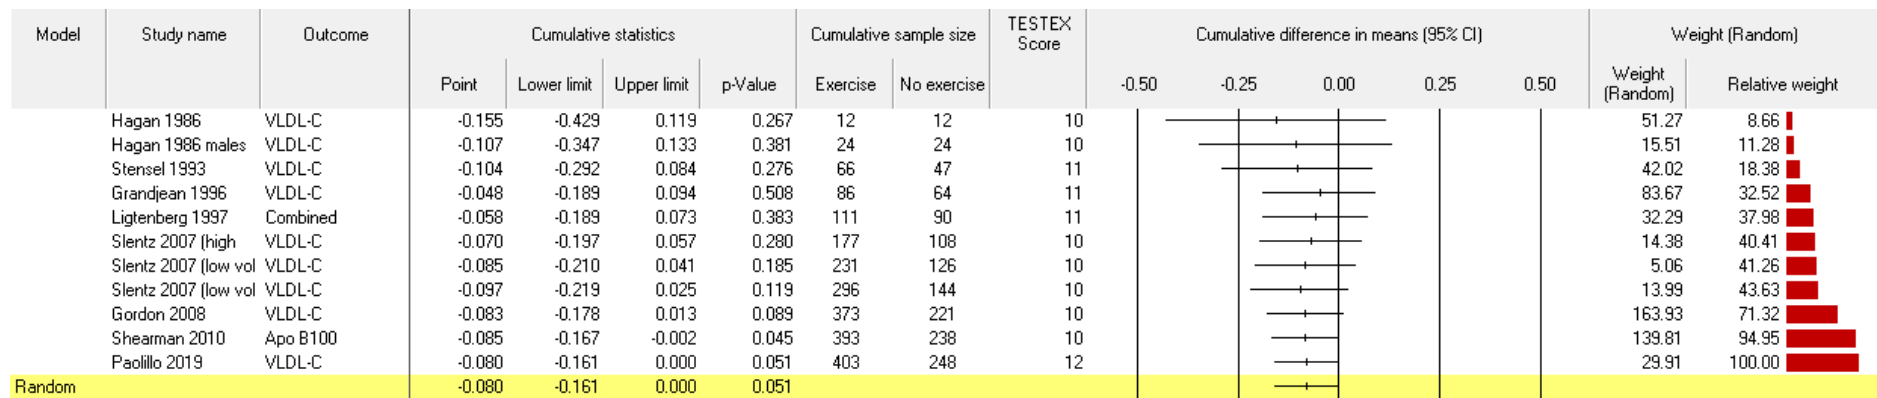 Model Study name Outcome Cumulative statistics Cumulative sample size TESTEX Score Cumulative difference in means (95% CI) Weight (Random)
Point Lower limit Upper limit p-Value Exercise No exercise -0.50 -0.25 0.00 0.25 0.50 Weight (Random) Relative weight
Hagan 1986 VLDL-C -0.155 -0.429 0.119 0.267 12 12 10 51.27 8.66
Hagan 1986 males VLDL-C -0.107 -0.347 0.133 0.381 24 24 10 15.51 11.28
Stensel 1993 VLDL-C -0.104 -0.292 0.084 0.276 66 47 11 42.02 18.38
Grandjean 1996 VLDL-C -0.048 -0.189 0.094 0.508 86 64 11 83.67 32.52
Ligtenberg 1997 Combined -0.058 -0.189 0.073 0.383 111 90 11 32.29 37.98
Slentz 2007 (high VLDL-C -0.070 -0.197 0.057 0.280 177 108 10 14.38 40.41
Slentz 2007 (low vol VLDL-C -0.085 -0.210 0.041 0.185 231 126 10 5.06 41.26
Slentz 2007 (low vol VLDL-C -0.097 -0.219 0.025 0.119 296 144 10 13.99 43.63
Gordon 2008 VLDL-C -0.083 -0.178 0.013 0.089 373 221 10 163.93 71.32
Shearman 2010 Apo B100 -0.085 -0.167 -0.002 0.045 393 238 10 139.81 94.95
Paolillo 2019 VLDL-C -0.080 -0.161 0.000 0.051 403 248 12 29.91 100.00
Random -0.080 -0.161 0.000 0.051